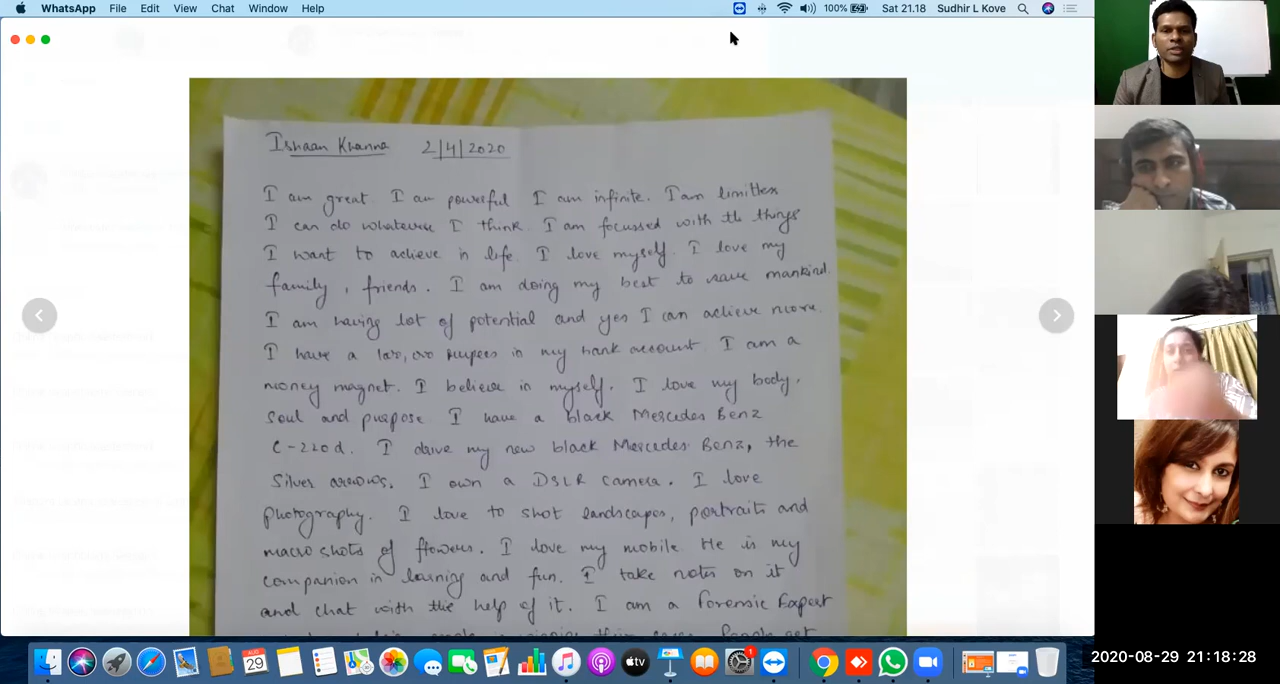 WhatsApp File Edit View Chat Window Help 100% Sat 21.18 Sudhir L Kove
Ishaan Khanna 2/4/2020
I am great. I am powerful I am infinite. I am limitless
I can do whatever I think. I am focussed with the things
I want to achieve in life. I love myself. I love my
family, friends. I am doing my best to save mankind.
I am having lot of potential and yes I can achieve more.
I have a rupees in my bank account. I am a
money magnet. I believe in myself. I love my body,
soul and purpose. I have a black Mercedes Benz
C-220d. I drive my new black Mercedes Benz, the
Silver arrows. I own a DSLR camera. I love
photography. I love to shot landscapes, portraits and
macro shots of flowers. I love my mobile. He is my
companion in learning and fun. I take notes on it
and chat with the help of it. I am a Forensic Expert
AUG
29
tv
1
2020-08-29 21:18:28